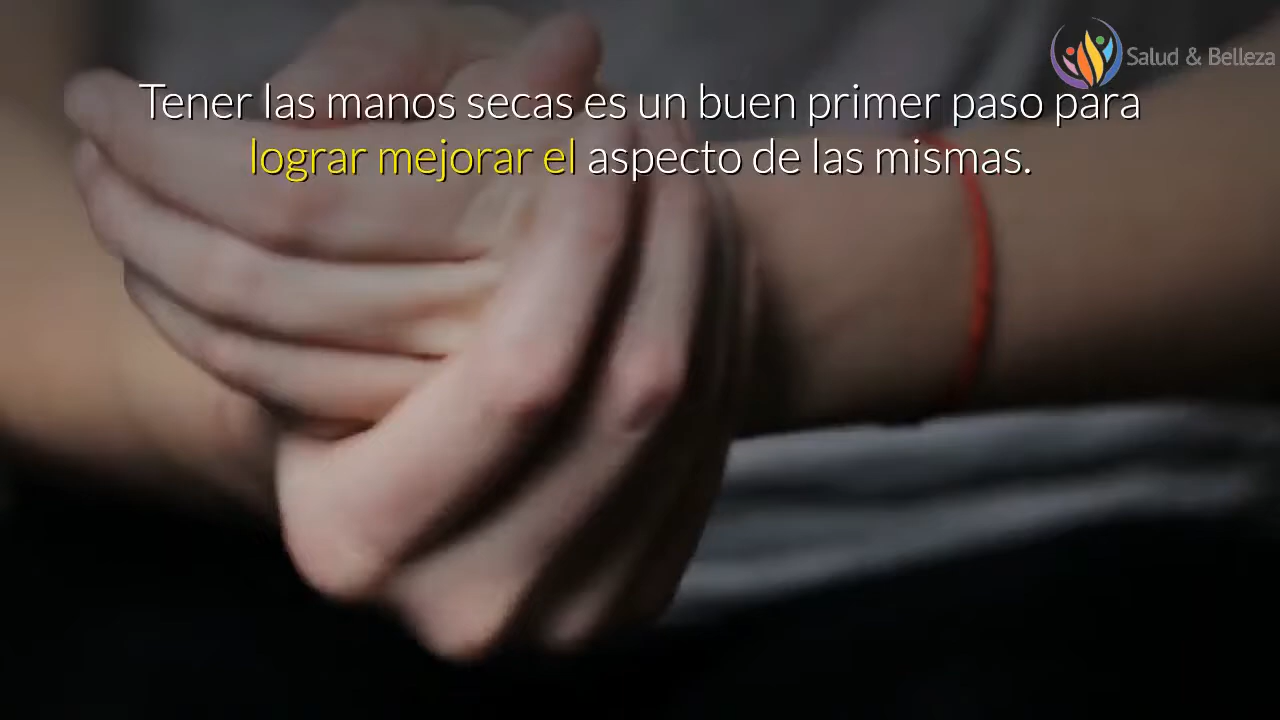 Salud & Belleza
Tener las manos secas es un buen primer paso para
lograr mejorar el aspecto de las mismas.